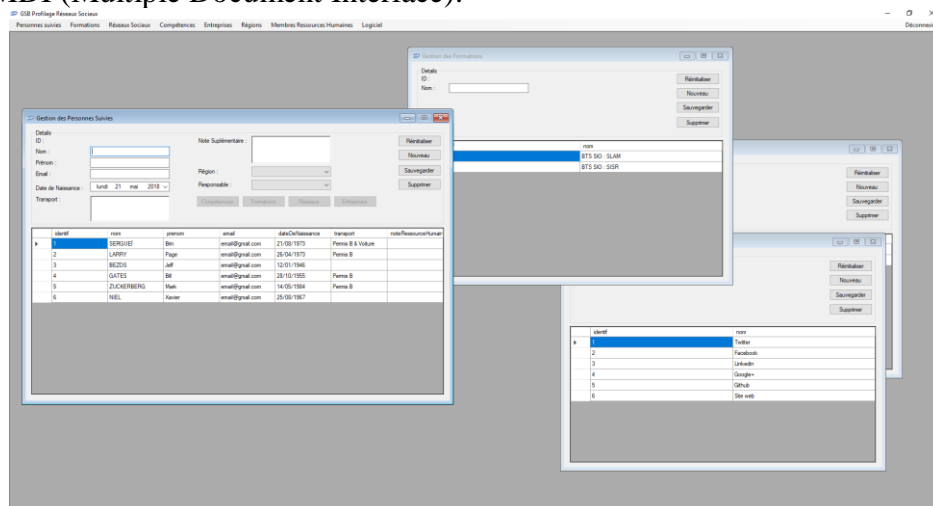 MDI (Multiple Document Interface).
GSB Profilage Réseaux Sociaux
Personnes suivies Formations Réseaux Sociaux Compétences Entreprises Régions Membres Ressources Humaines Logiciel
Gestion des Formations
Details
ID :
Nom :
Réinitialiser
Nouveau
Sauvegarder
Supprimer
nom
BTS SIO : SLAM
BTS SIO : SISR
Gestion des Personnes Suivies
Details
ID :
Nom :
Prénom :
Email :
Date de Naissance : lundi 21 mai 2018
Transport :
Note Suplémentaire :
Région :
Responsable :
Compétences Formations Réseaux Entreprises
Réinitialiser
Nouveau
Sauvegarder
Supprimer
identif nom prenom email dateDeNaissance transport noteRessourceHumain
1 SERGUEÏ Brin email@gmail.com 21/08/1973 Permis B & Voiture
2 LARRY Page email@gmail.com 26/04/1973 Permis B
3 BEZOS Jeff email@gmail.com 12/01/1946
4 GATES Bill email@gmail.com 28/10/1955 Permis B
5 ZUCKERBERG Mark email@gmail.com 14/05/1984 Permis B
6 NIEL Xavier email@gmail.com 25/08/1967
Réinitialiser
Nouveau
Sauvegarder
Supprimer
Réinitialiser
Nouveau
Sauvegarder
Supprimer
identif nom
1 Twitter
2 Facebook
3 Linkedin
4 Google+
5 Github
6 Site web